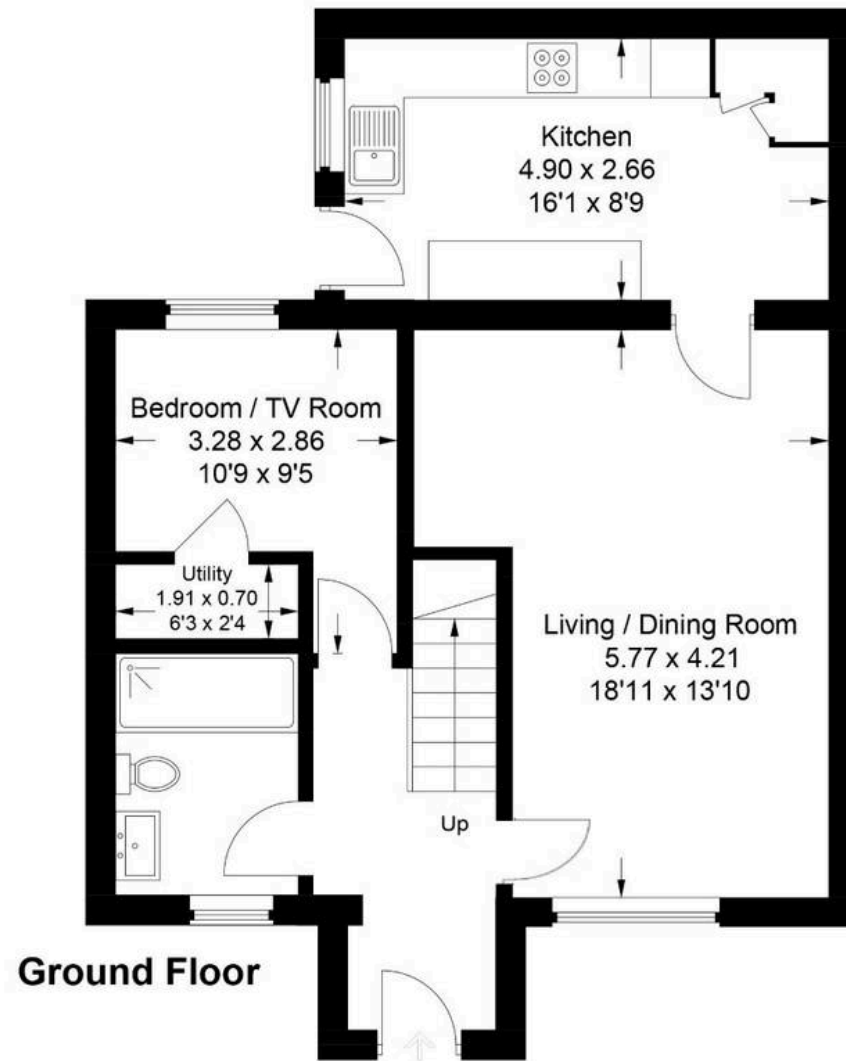 Kitchen
4.90 x 2.66
16'1 x 8'9
Bedroom / TV Room
3.28 x 2.86
10'9 x 9'5
Utility
1.91 x 0.70
6'3 x 2'4
Living / Dining Room
5.77 x 4.21
18'11 x 13'10
Up
Ground Floor